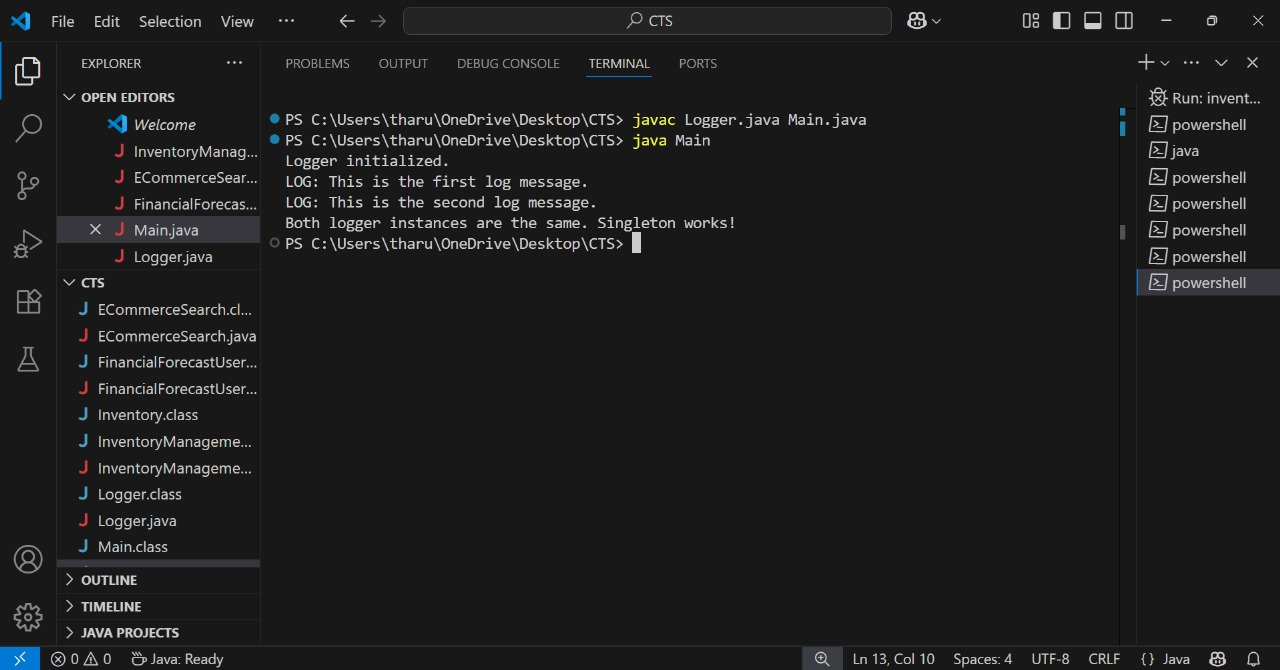 File Edit Selection View ··· CTS
EXPLORER ···
OPEN EDITORS
Welcome
InventoryManag...
ECommerceSear...
FinancialForecas...
Main.java
Logger.java
CTS
ECommerceSearch.cl...
ECommerceSearch.java
FinancialForecastUser...
FinancialForecastUser...
Inventory.class
InventoryManageme...
InventoryManageme...
Logger.class
Logger.java
Main.class
OUTLINE
TIMELINE
JAVA PROJECTS
PROBLEMS OUTPUT DEBUG CONSOLE TERMINAL PORTS
PS C:\Users\tharu\OneDrive\Desktop\CTS> javac Logger.java Main.java
PS C:\Users\tharu\OneDrive\Desktop\CTS> java Main
Logger initialized.
LOG: This is the first log message.
LOG: This is the second log message.
Both logger instances are the same. Singleton works!
PS C:\Users\tharu\OneDrive\Desktop\CTS>
Run: invent...
powershell
java
powershell
powershell
powershell
powershell
powershell
0 0 Java: Ready Ln 13, Col 10 Spaces: 4 UTF-8 CRLF {} Java